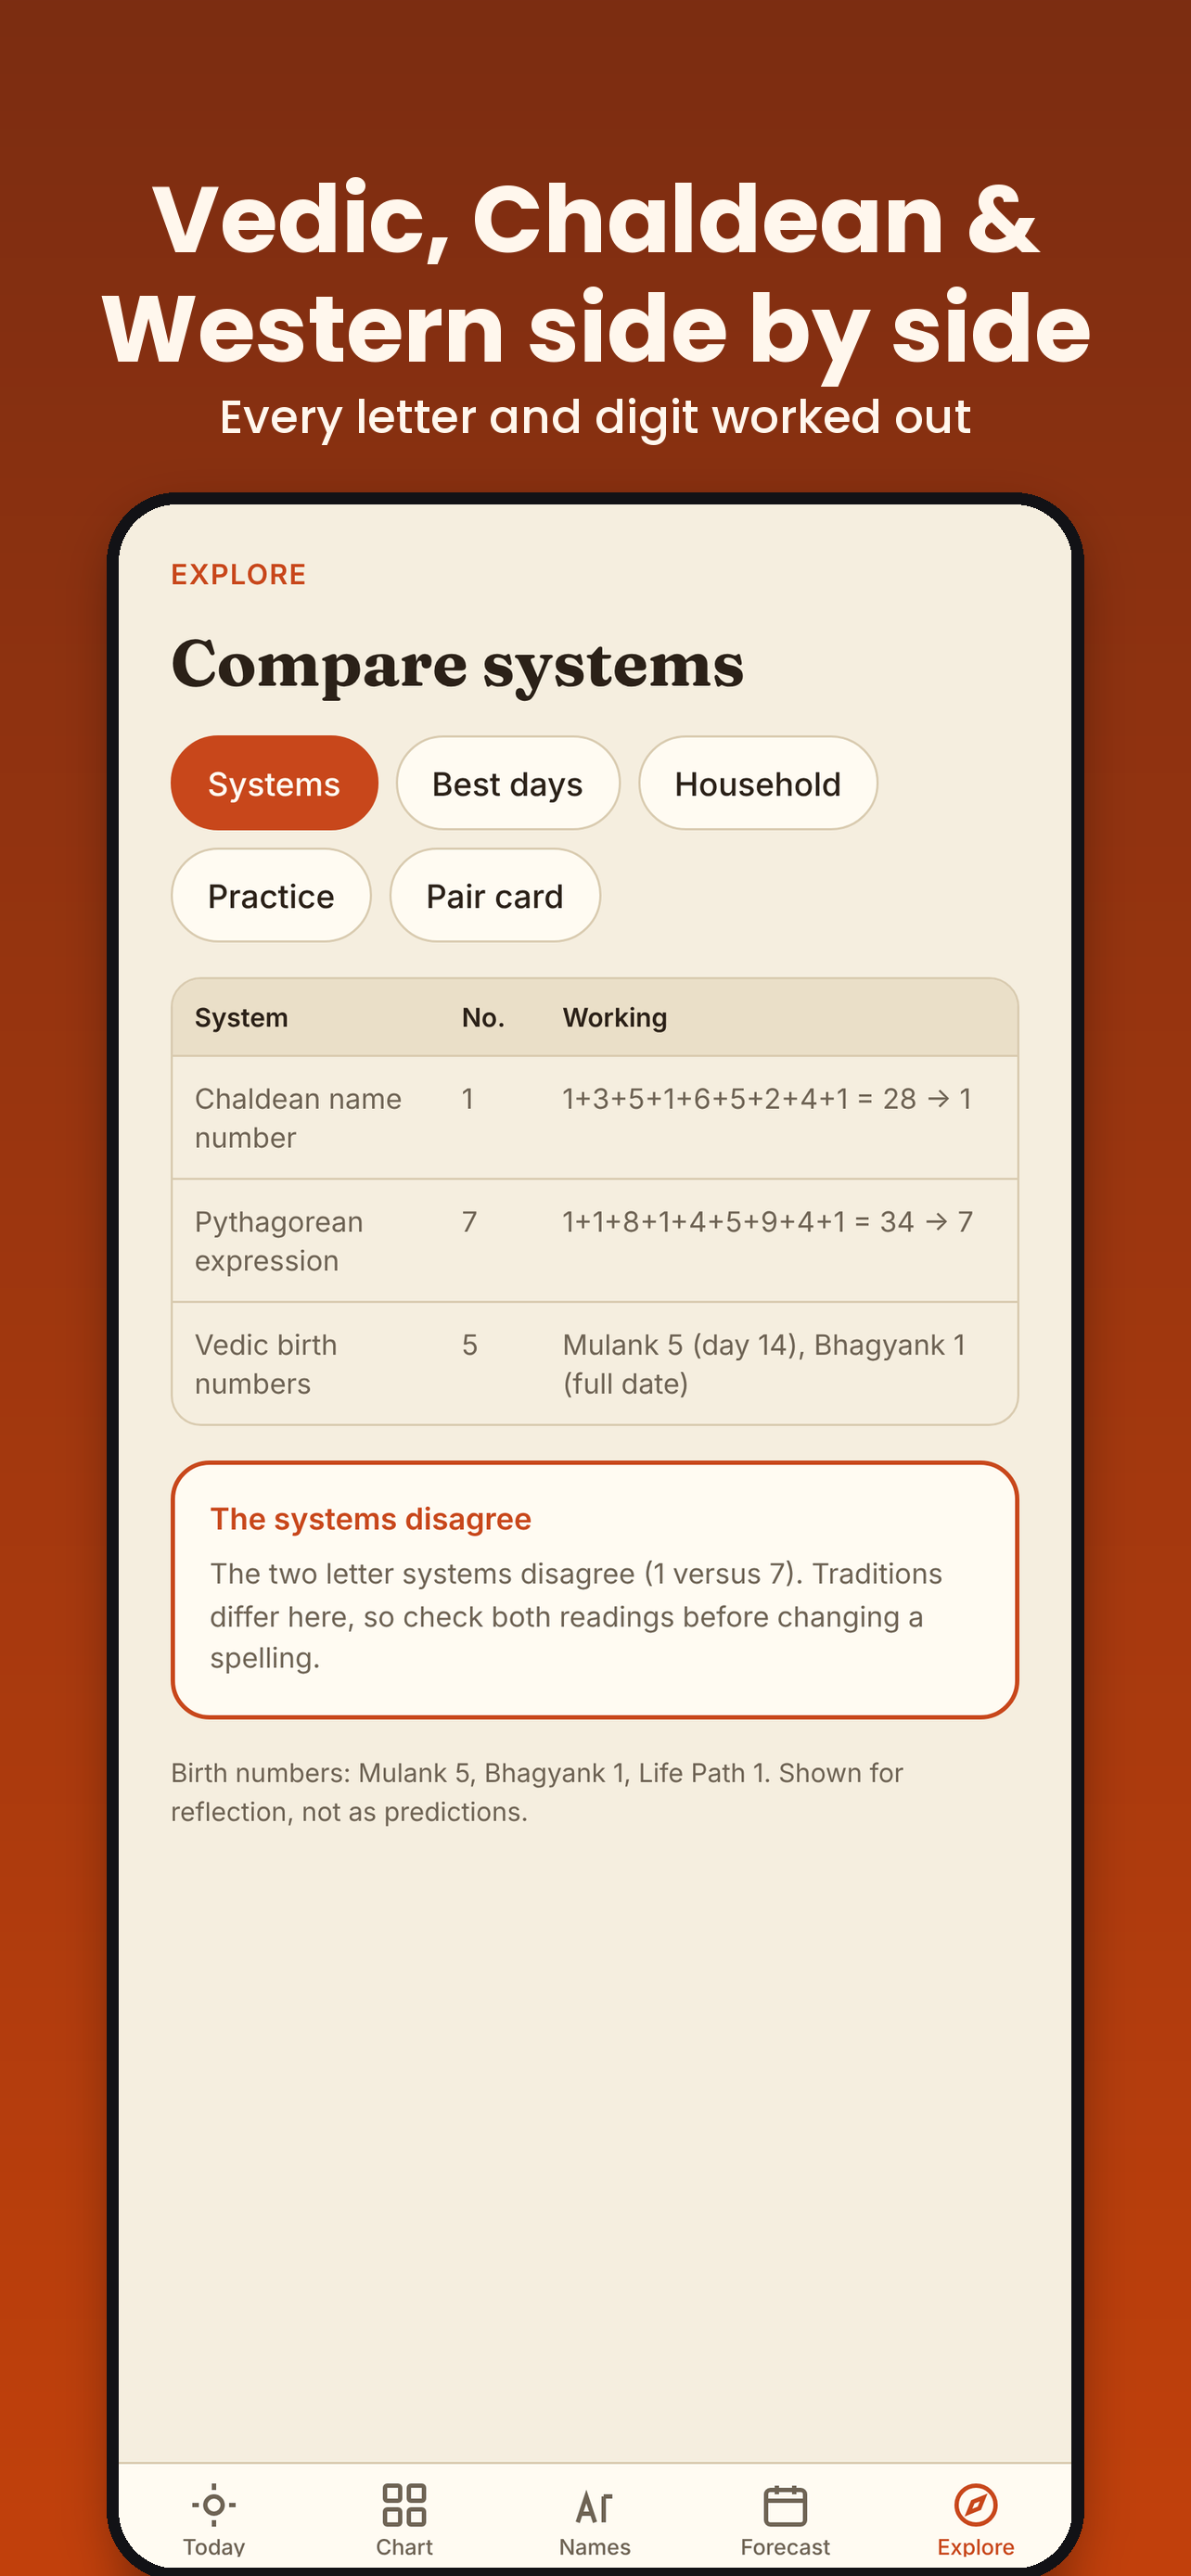 Vedic, Chaldean &
Western side by side
Every letter and digit worked out
EXPLORE
Compare systems
Systems
Best days
Household
Practice
Pair card
System No. Working
Chaldean name 1 1+3+5+1+6+5+2+4+1 = 28 → 1
number
Pythagorean 7 1+1+8+1+4+5+9+4+1 = 34 → 7
expression
Vedic birth 5 Mulank 5 (day 14), Bhagyank 1
numbers (full date)
The systems disagree
The two letter systems disagree (1 versus 7). Traditions
differ here, so check both readings before changing a
spelling.
Birth numbers: Mulank 5, Bhagyank 1, Life Path 1. Shown for
reflection, not as predictions.
Today
Chart
Names
Forecast
Explore